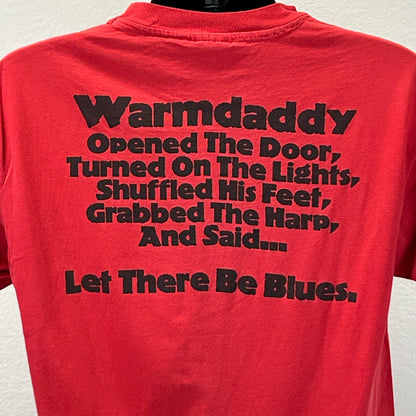 Warmdaddy
Opened The Door,
Turned On The Lights,
Shuffled His Feet,
Grabbed The Harp,
And Said...
Let There Be Blues.